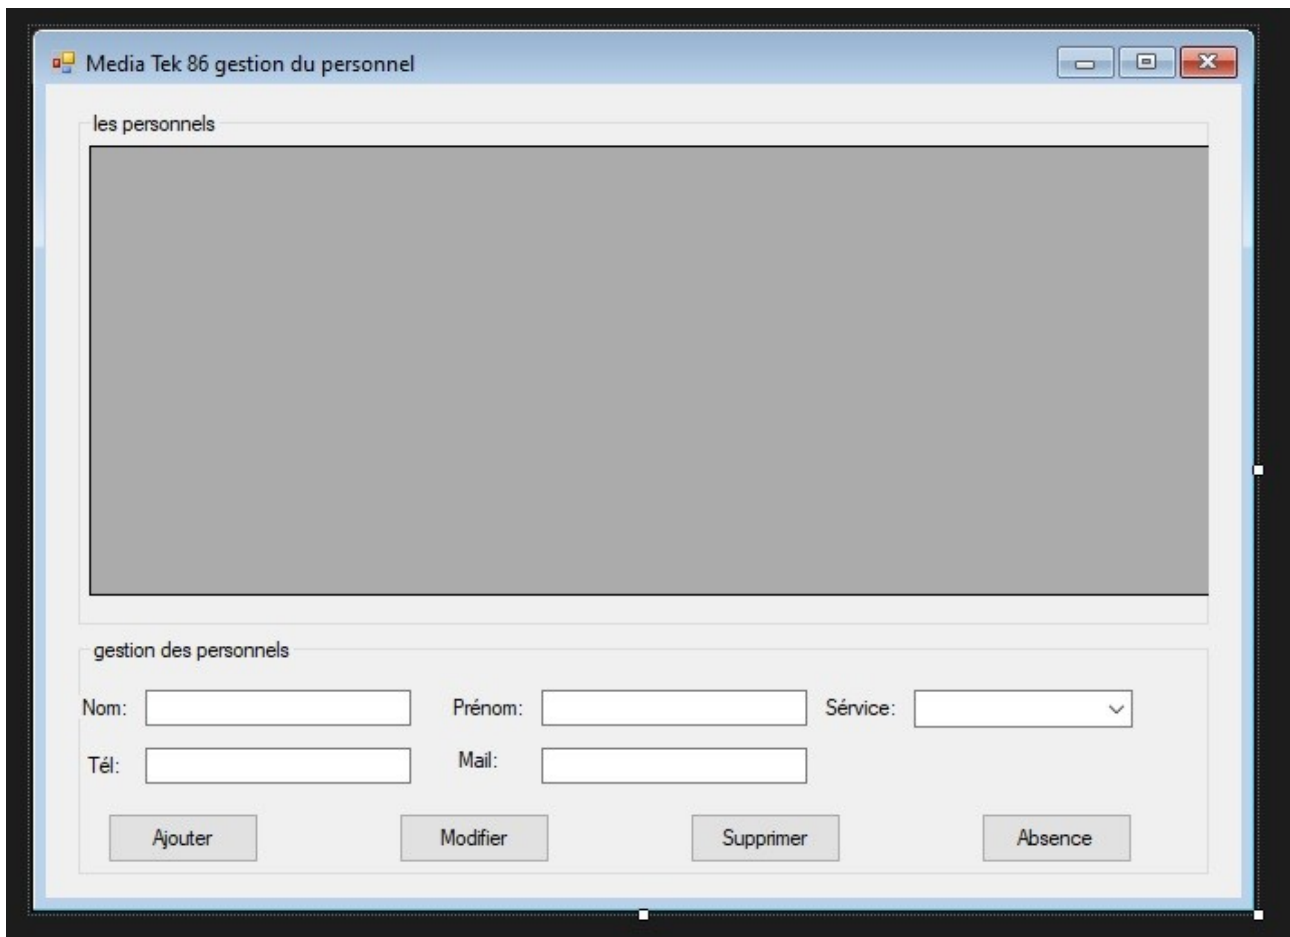 Media Tek 86 gestion du personnel
les personnels
gestion des personnels
Nom: Prénom: Sérvice:
Tél: Mail:
Ajouter Modifier Supprimer Absence